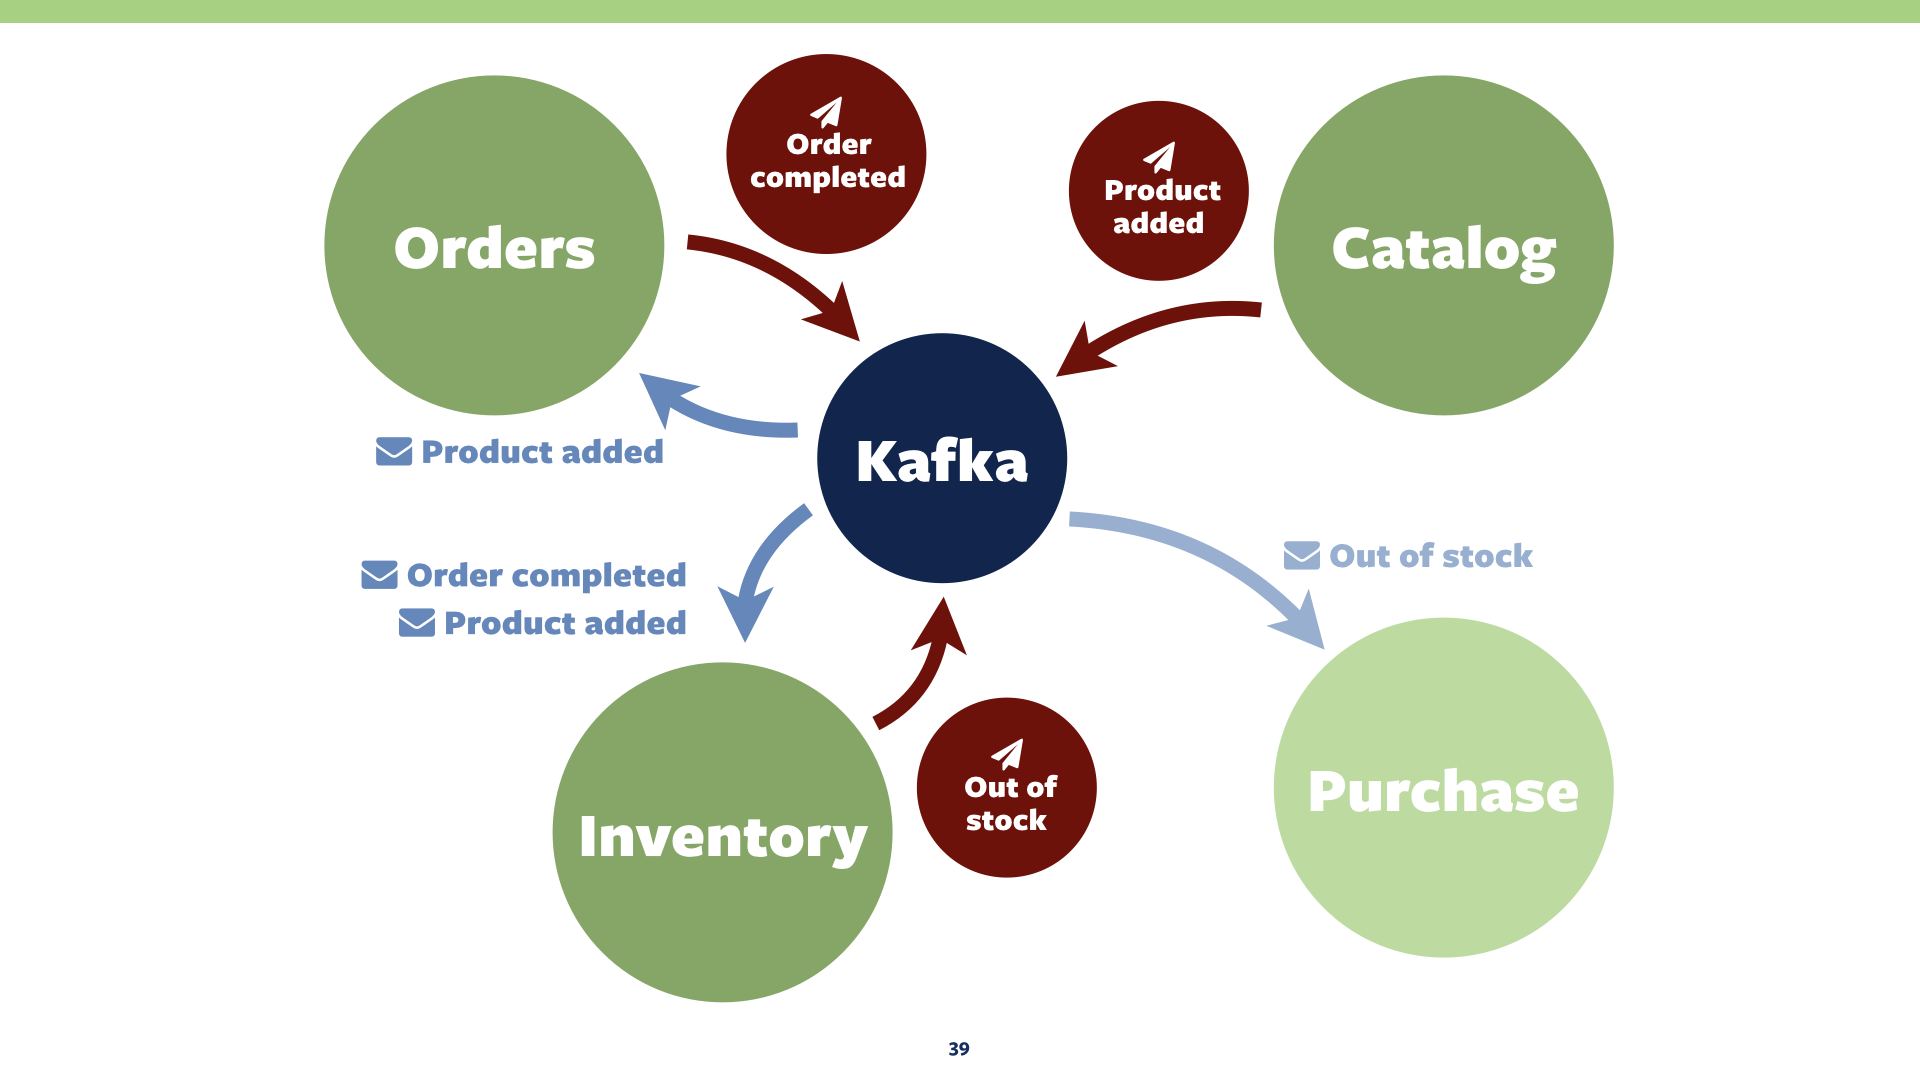 Order
completed
Product
added
Orders
Catalog
Product added
Kafka
Order completed
Product added
Out of stock
Out of
stock
Inventory
Purchase
39